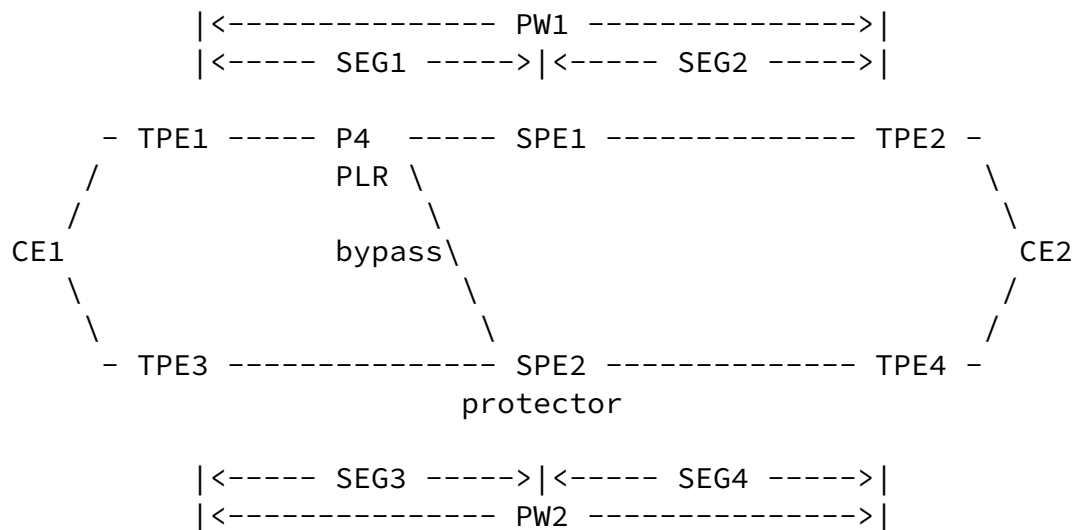 |<--------------- PW1 --------------->|
|<----- SEG1 ----->|<----- SEG2 ----->|
- TPE1 ----- P4 ----- SPE1 -------------- TPE2 -
/ PLR \ \
/ \ \
CE1 bypass\ CE2
\ \ /
\ \ /
- TPE3 --------------- SPE2 -------------- TPE4 -
protector
|<----- SEG3 ----->|<----- SEG4 ----->|
|<--------------- PW2 --------------->|